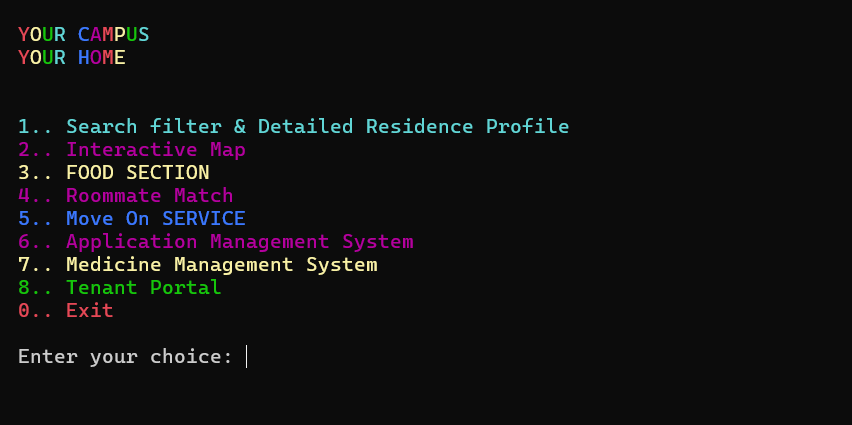 YOUR CAMPUS
YOUR HOME
1.. Search filter & Detailed Residence Profile
2.. Interactive Map
3.. FOOD SECTION
4.. Roommate Match
5.. Move On SERVICE
6.. Application Management System
7.. Medicine Management System
8.. Tenant Portal
0.. Exit
Enter your choice: